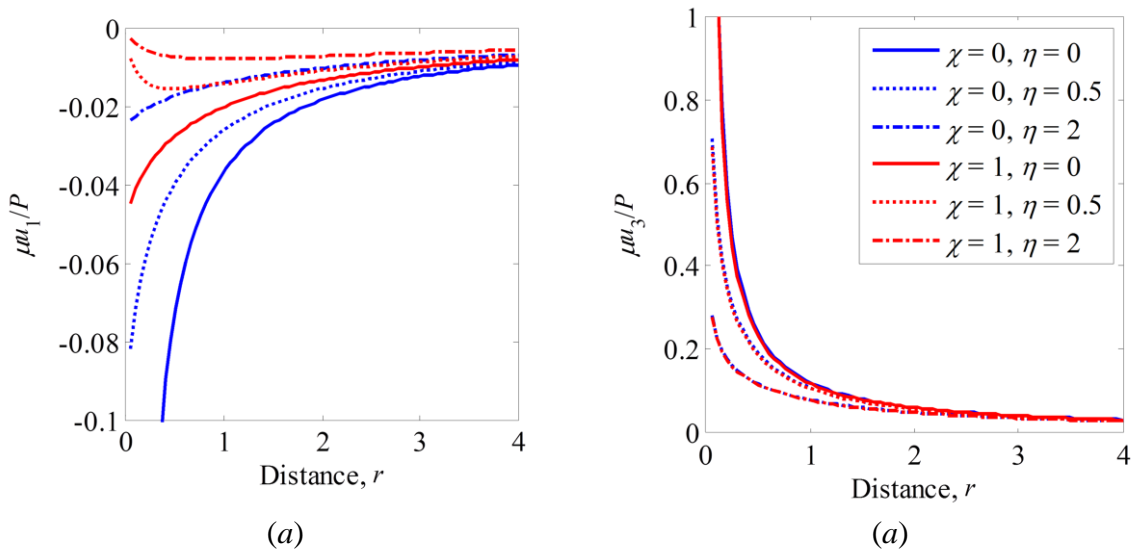 0
-0.02
-0.04
-0.06
-0.08
-0.1
μu₁/P
0 1 2 3 4
Distance, r
(a)
1
0.8
0.6
0.4
0.2
0
μu₃/P
χ = 0, η = 0
χ = 0, η = 0.5
χ = 0, η = 2
χ = 1, η = 0
χ = 1, η = 0.5
χ = 1, η = 2
0 1 2 3 4
Distance, r
(a)